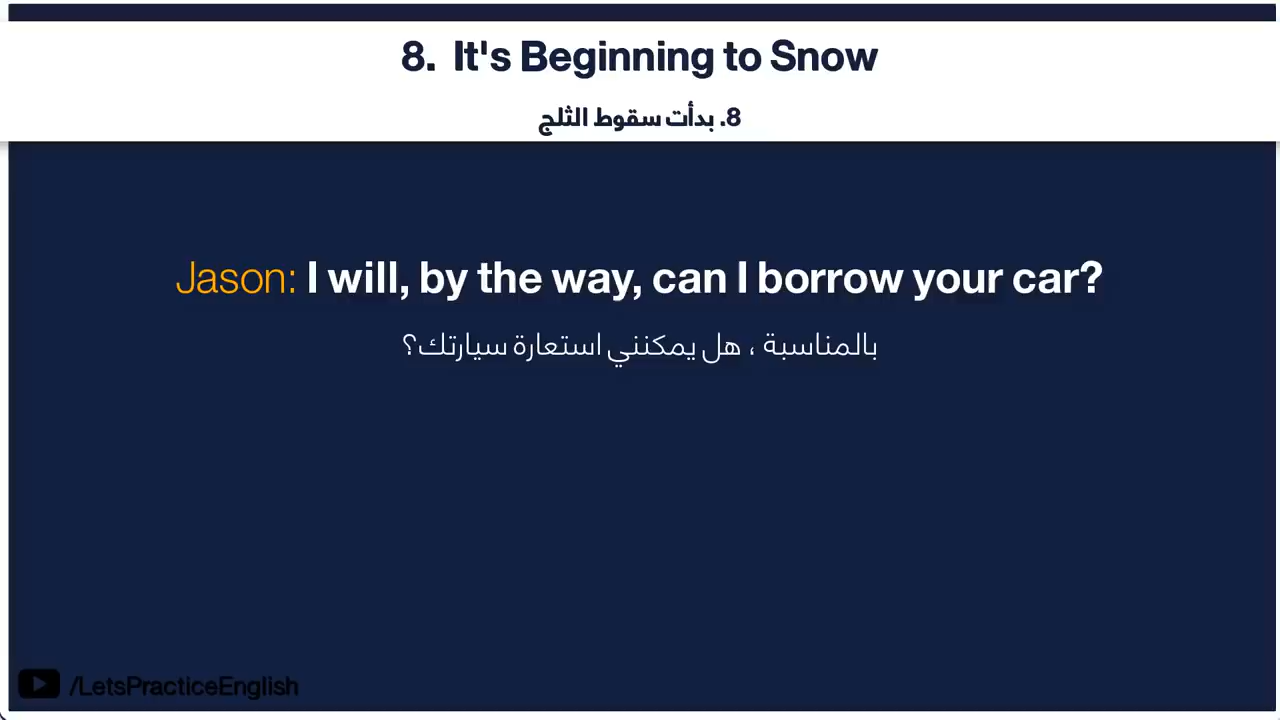 8. It's Beginning to Snow
8. بدأت سقوط الثلج
Jason: I will, by the way, can I borrow your car?
بالمناسبة ، هل يمكنني استعارة سيارتك؟
/LetsPracticeEnglish